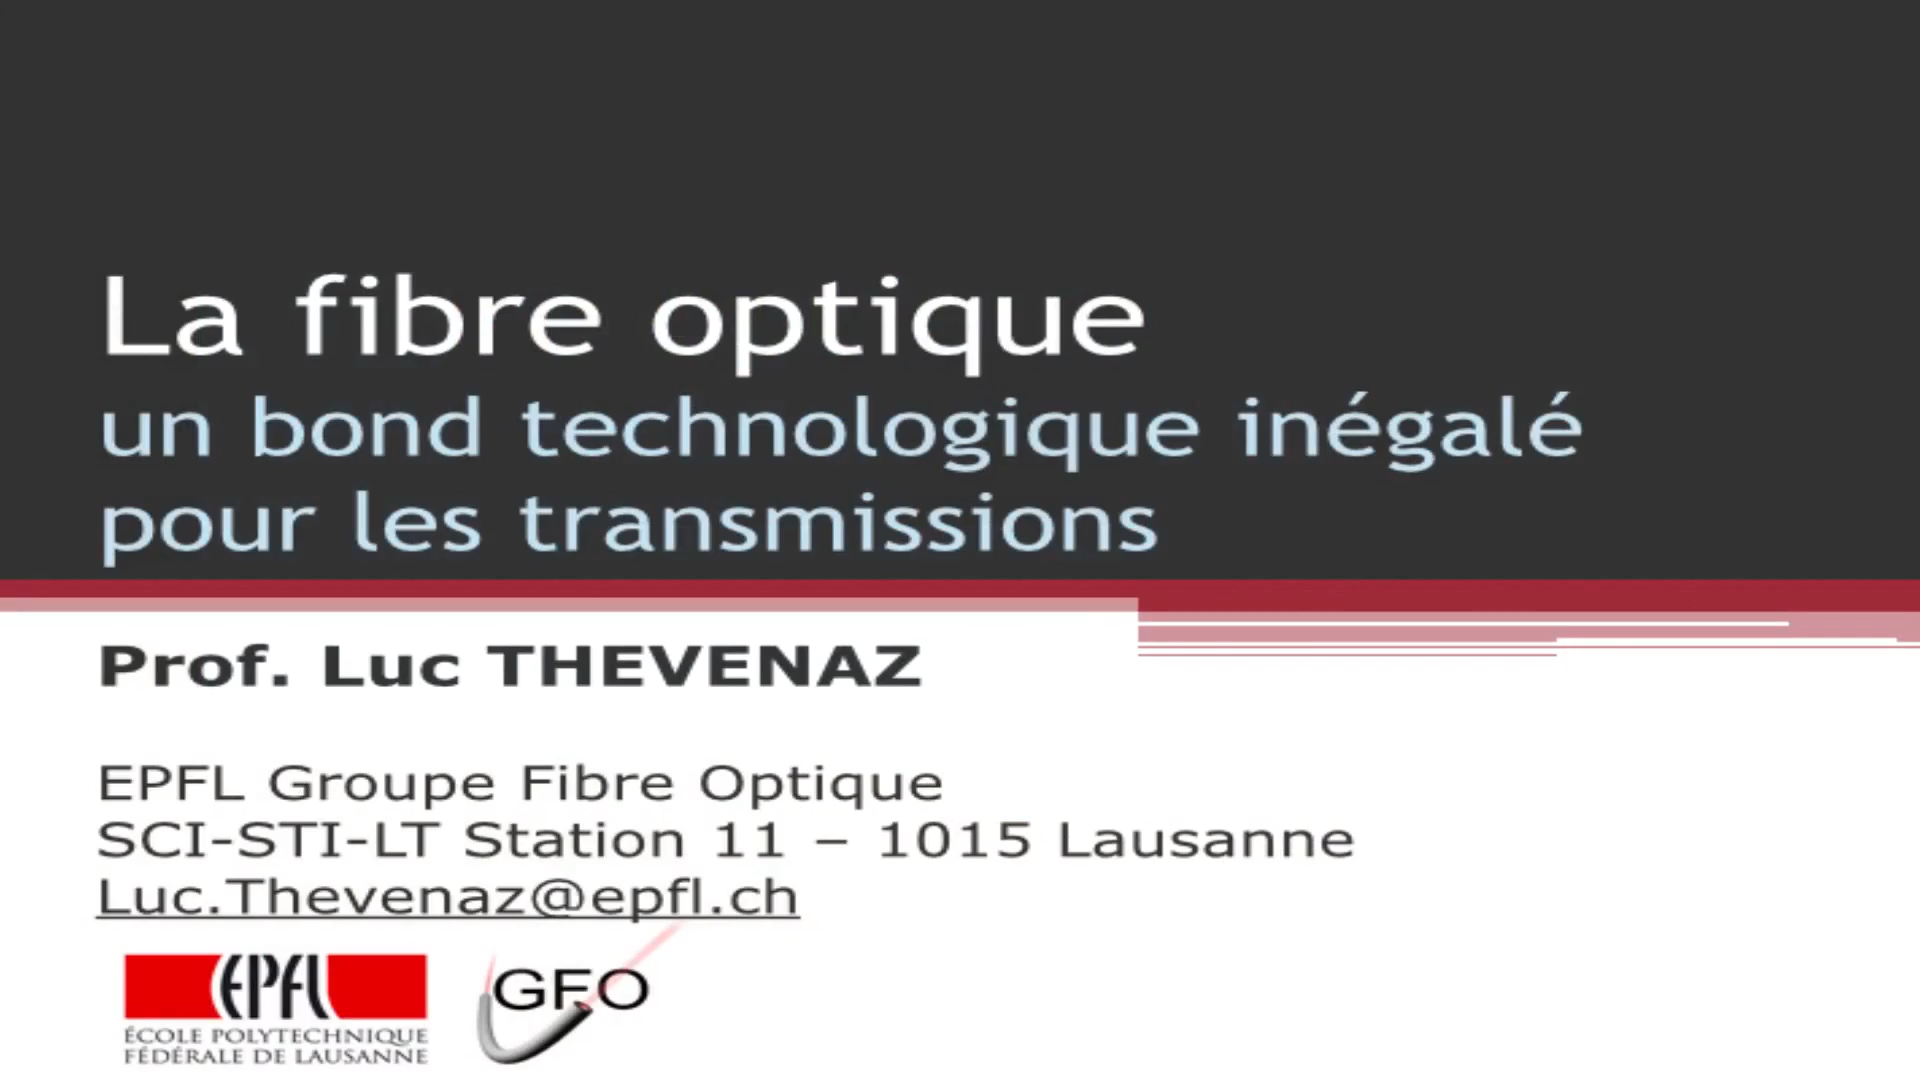 La fibre optique
un bond technologique inégalé
pour les transmissions
Prof. Luc THEVENAZ
EPFL Groupe Fibre Optique
SCI-STI-LT Station 11 – 1015 Lausanne
Luc.Thevenaz@epfl.ch
EPFL
ÉCOLE POLYTECHNIQUE
FÉDÉRALE DE LAUSANNE
GFO